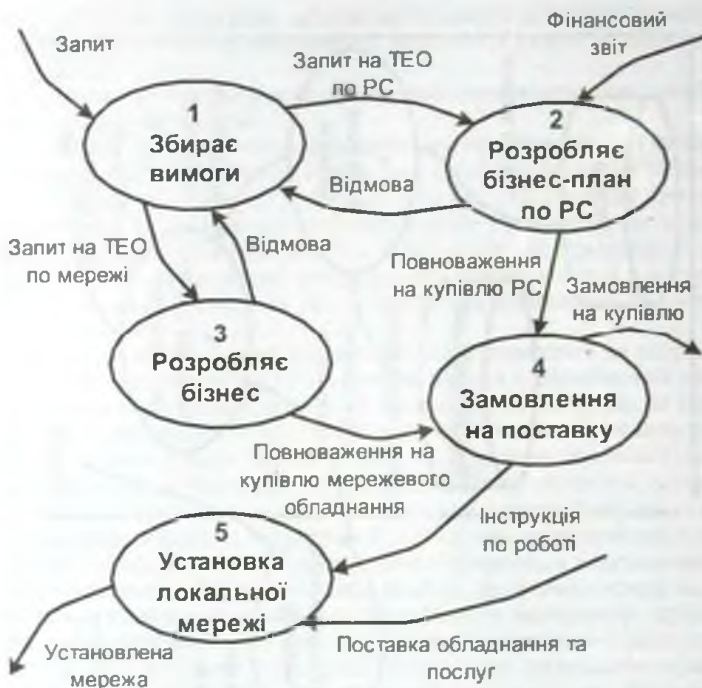 Запит
Фінансовий
звіт
Запит на ТЕО
по РС
1
Збирає
вимоги
2
Розробляє
бізнес-план
по РС
Відмова
Запит на ТЕО
по мережі
Відмова
Повноваження
на купівлю РС
Замовлення
на купівлю
3
Розробляє
бізнес
4
Замовлення
на поставку
Повноваження на
купівлю мережевого
обладнання
Інструкція
по роботі
5
Установка
локальної
мережі
Установлена
мережа
Поставка обладнання та
послуг